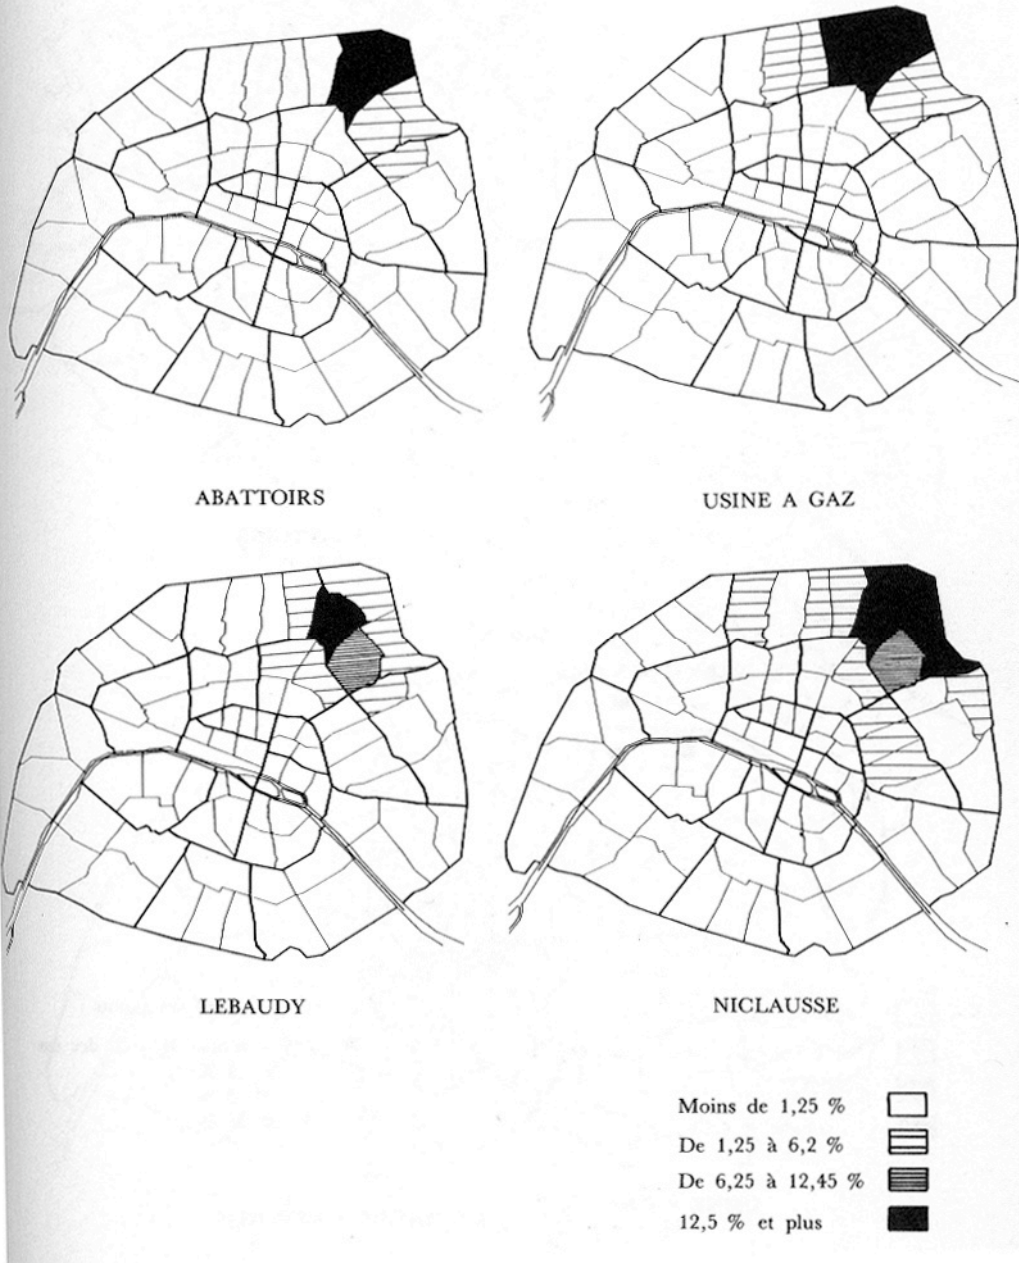 ABATTOIRS
USINE A GAZ
LEBAUDY
NICLAUSSE
Moins de 1,25 %
De 1,25 à 6,2 %
De 6,25 à 12,45 %
12,5 % et plus